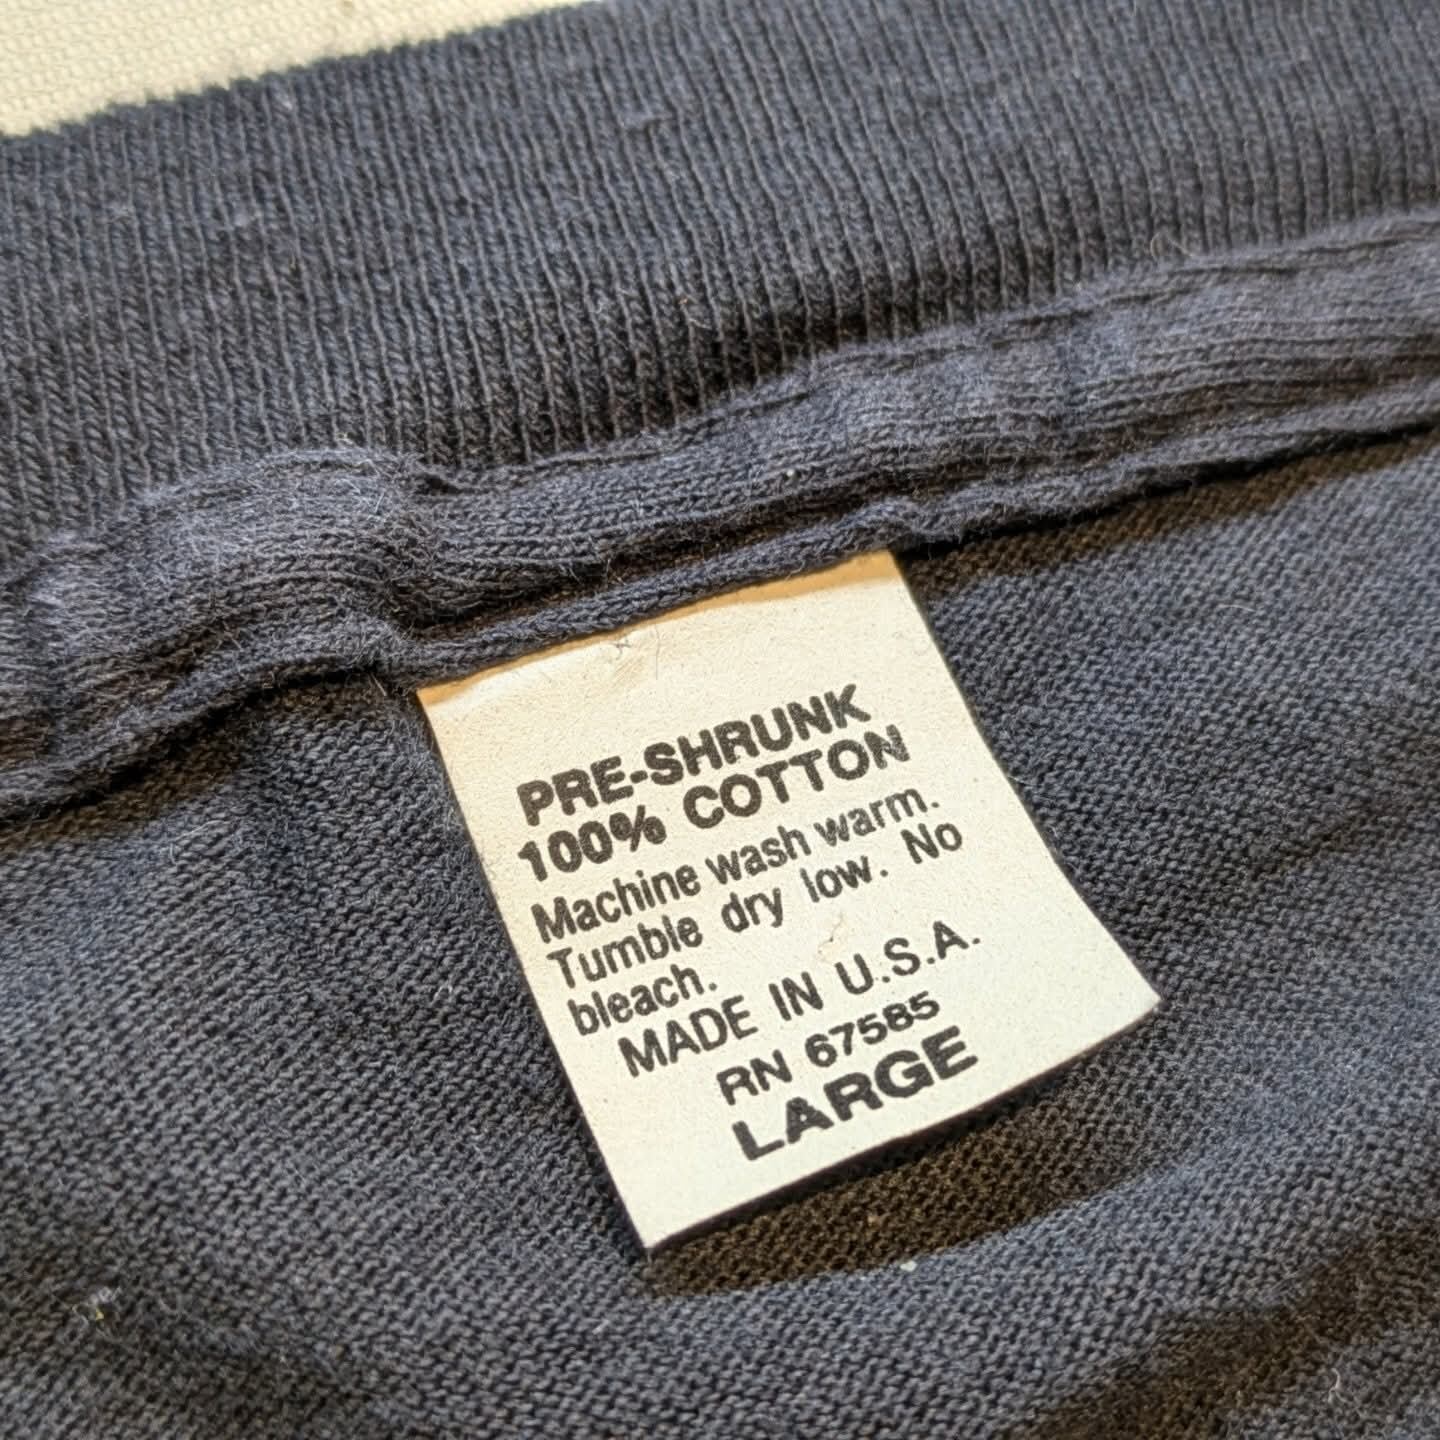 PRE-SHRUNK
100% COTTON
Machine wash warm.
Tumble dry low. No
bleach.
MADE IN U.S.A.
RN 67585
LARGE